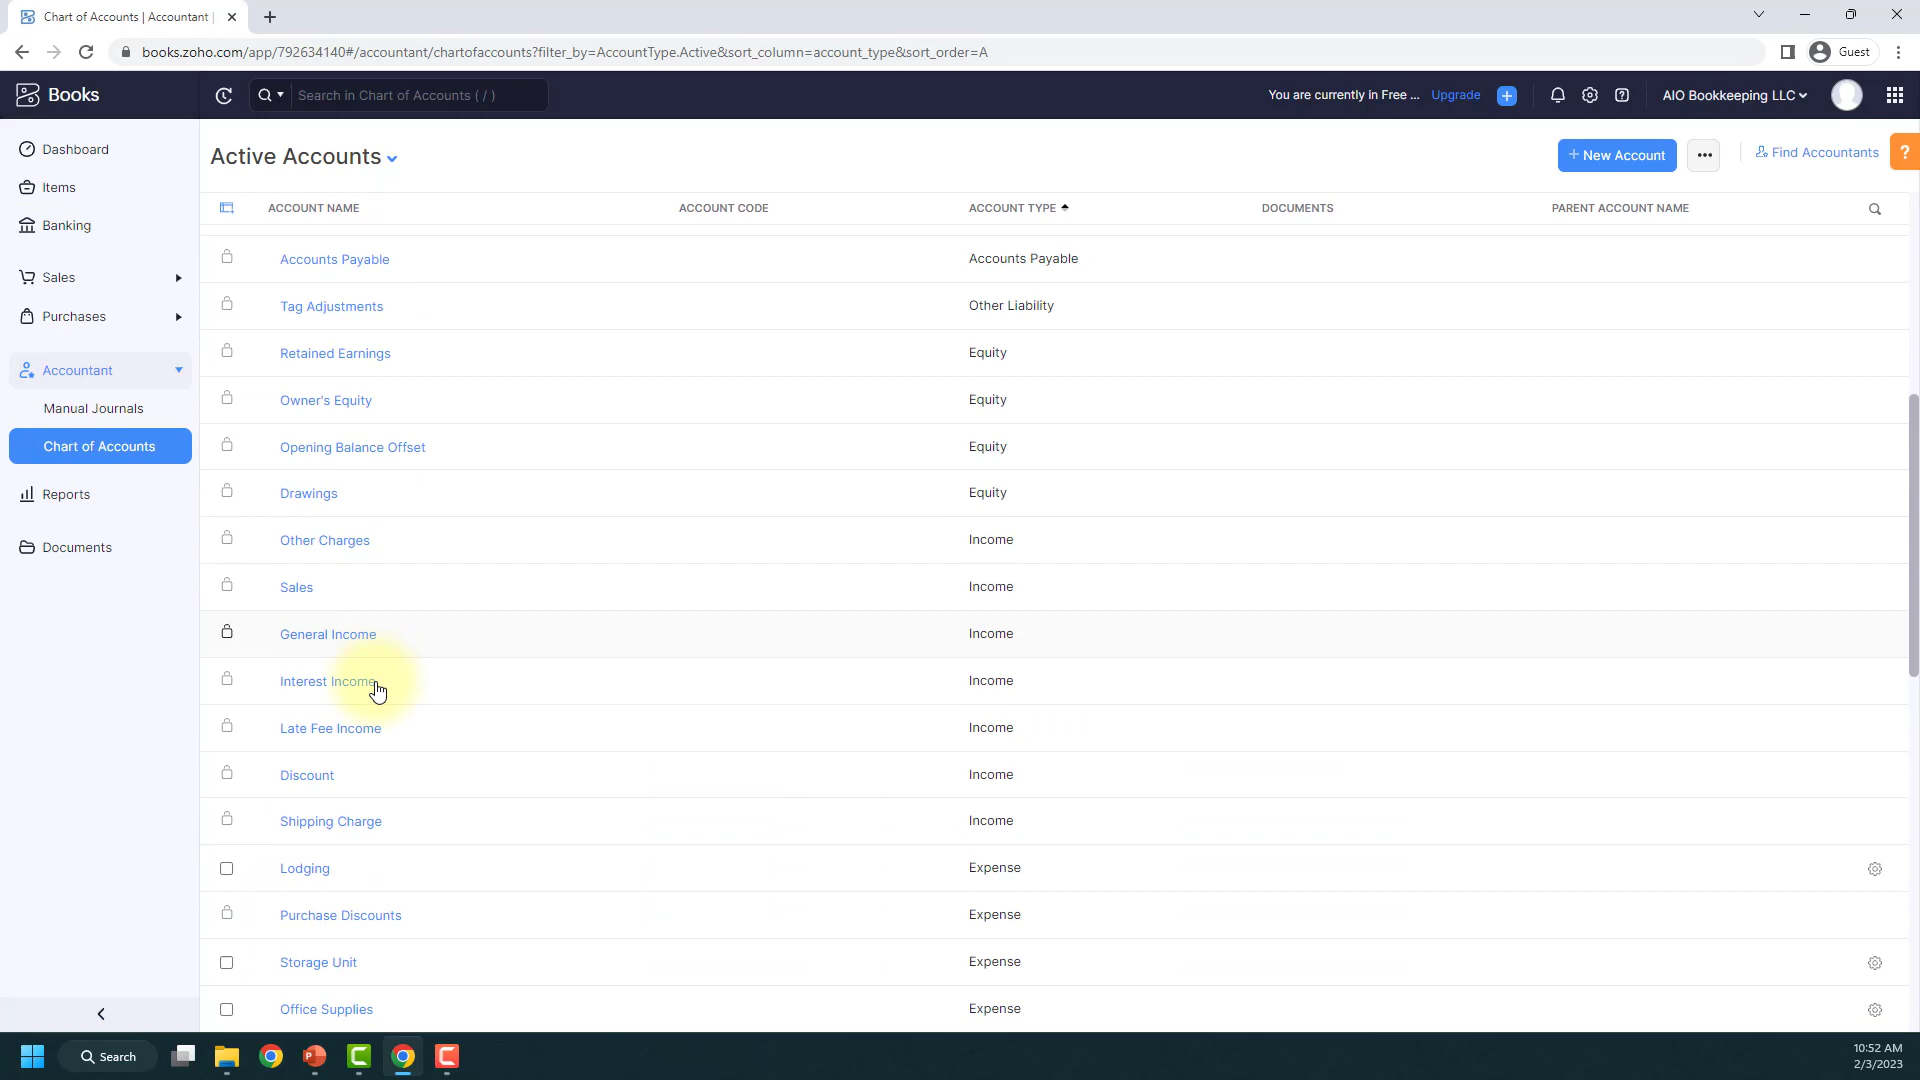 Chart of Accounts | Accountant |
books.zoho.com/app/792634140#/accountant/chartofaccounts?filter_by=AccountType.Active&sort_column=account_type&sort_order=A
Guest
Books
Search in Chart of Accounts ( / )
You are currently in Free ... Upgrade
AIO Bookkeeping LLC
Dashboard
Items
Banking
Sales
Purchases
Accountant
Manual Journals
Chart of Accounts
Reports
Documents
Active Accounts
+ New Account
Find Accountants
?
ACCOUNT NAME ACCOUNT CODE ACCOUNT TYPE DOCUMENTS PARENT ACCOUNT NAME
Accounts Payable Accounts Payable
Tag Adjustments Other Liability
Retained Earnings Equity
Owner's Equity Equity
Opening Balance Offset Equity
Drawings Equity
Other Charges Income
Sales Income
General Income Income
Interest Income Income
Late Fee Income Income
Discount Income
Shipping Charge Income
Lodging Expense
Purchase Discounts Expense
Storage Unit Expense
Office Supplies Expense
Search
10:52 AM
2/3/2023